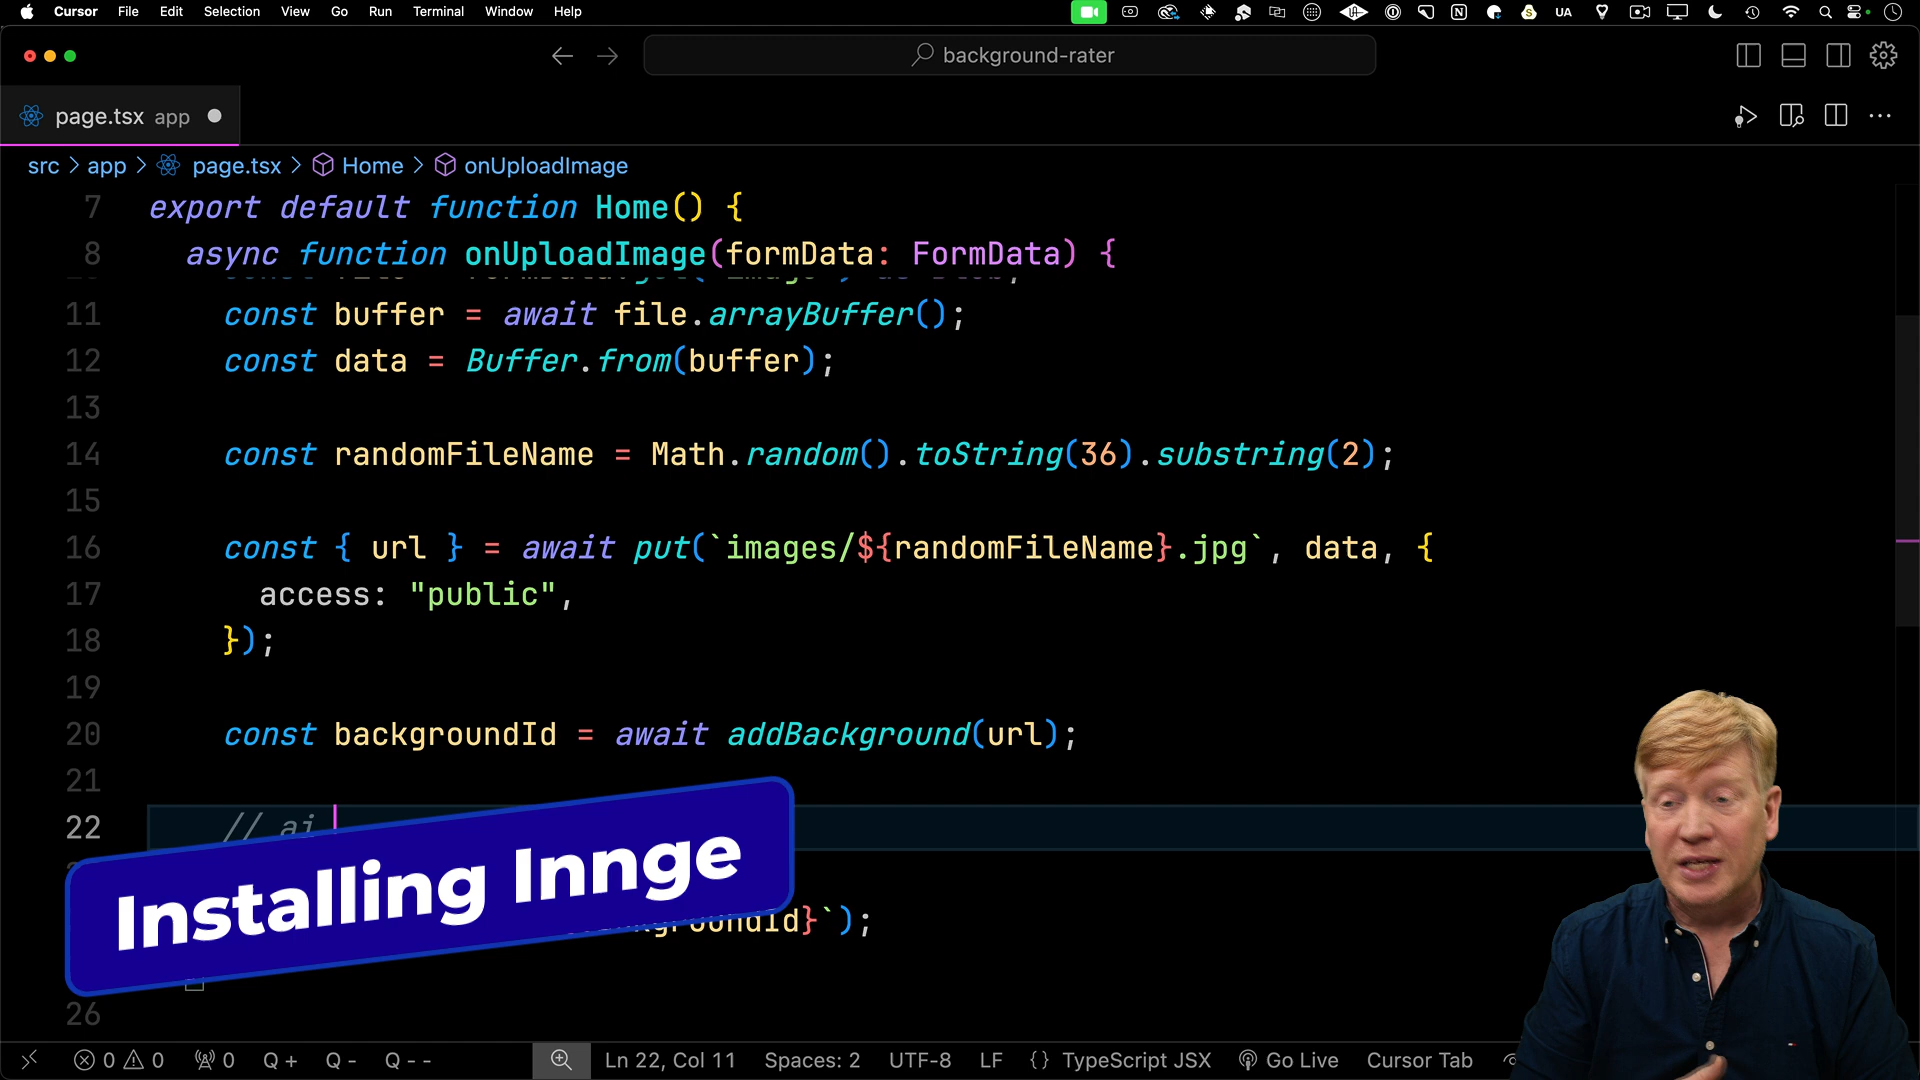 Cursor File Edit Selection View Go Run Terminal Window Help UA
background-rater
page.tsx app
src > app > page.tsx > Home > onUploadImage
7 export default function Home() {
8 async function onUploadImage(formData: FormData) {
11 const buffer = await file.arrayBuffer();
12 const data = Buffer.from(buffer);
13
14 const randomFileName = Math.random().toString(36).substring(2);
15
16 const { url } = await put(`images/${randomFileName}.jpg`, data, {
17 access: "public",
18 });
19
20 const backgroundId = await addBackground(url);
21
22 // ai
Installing Innge
backgroundId}`);
26
0 0 0 Q + Q - Q -- Ln 22, Col 11 Spaces: 2 UTF-8 LF {} TypeScript JSX Go Live Cursor Tab